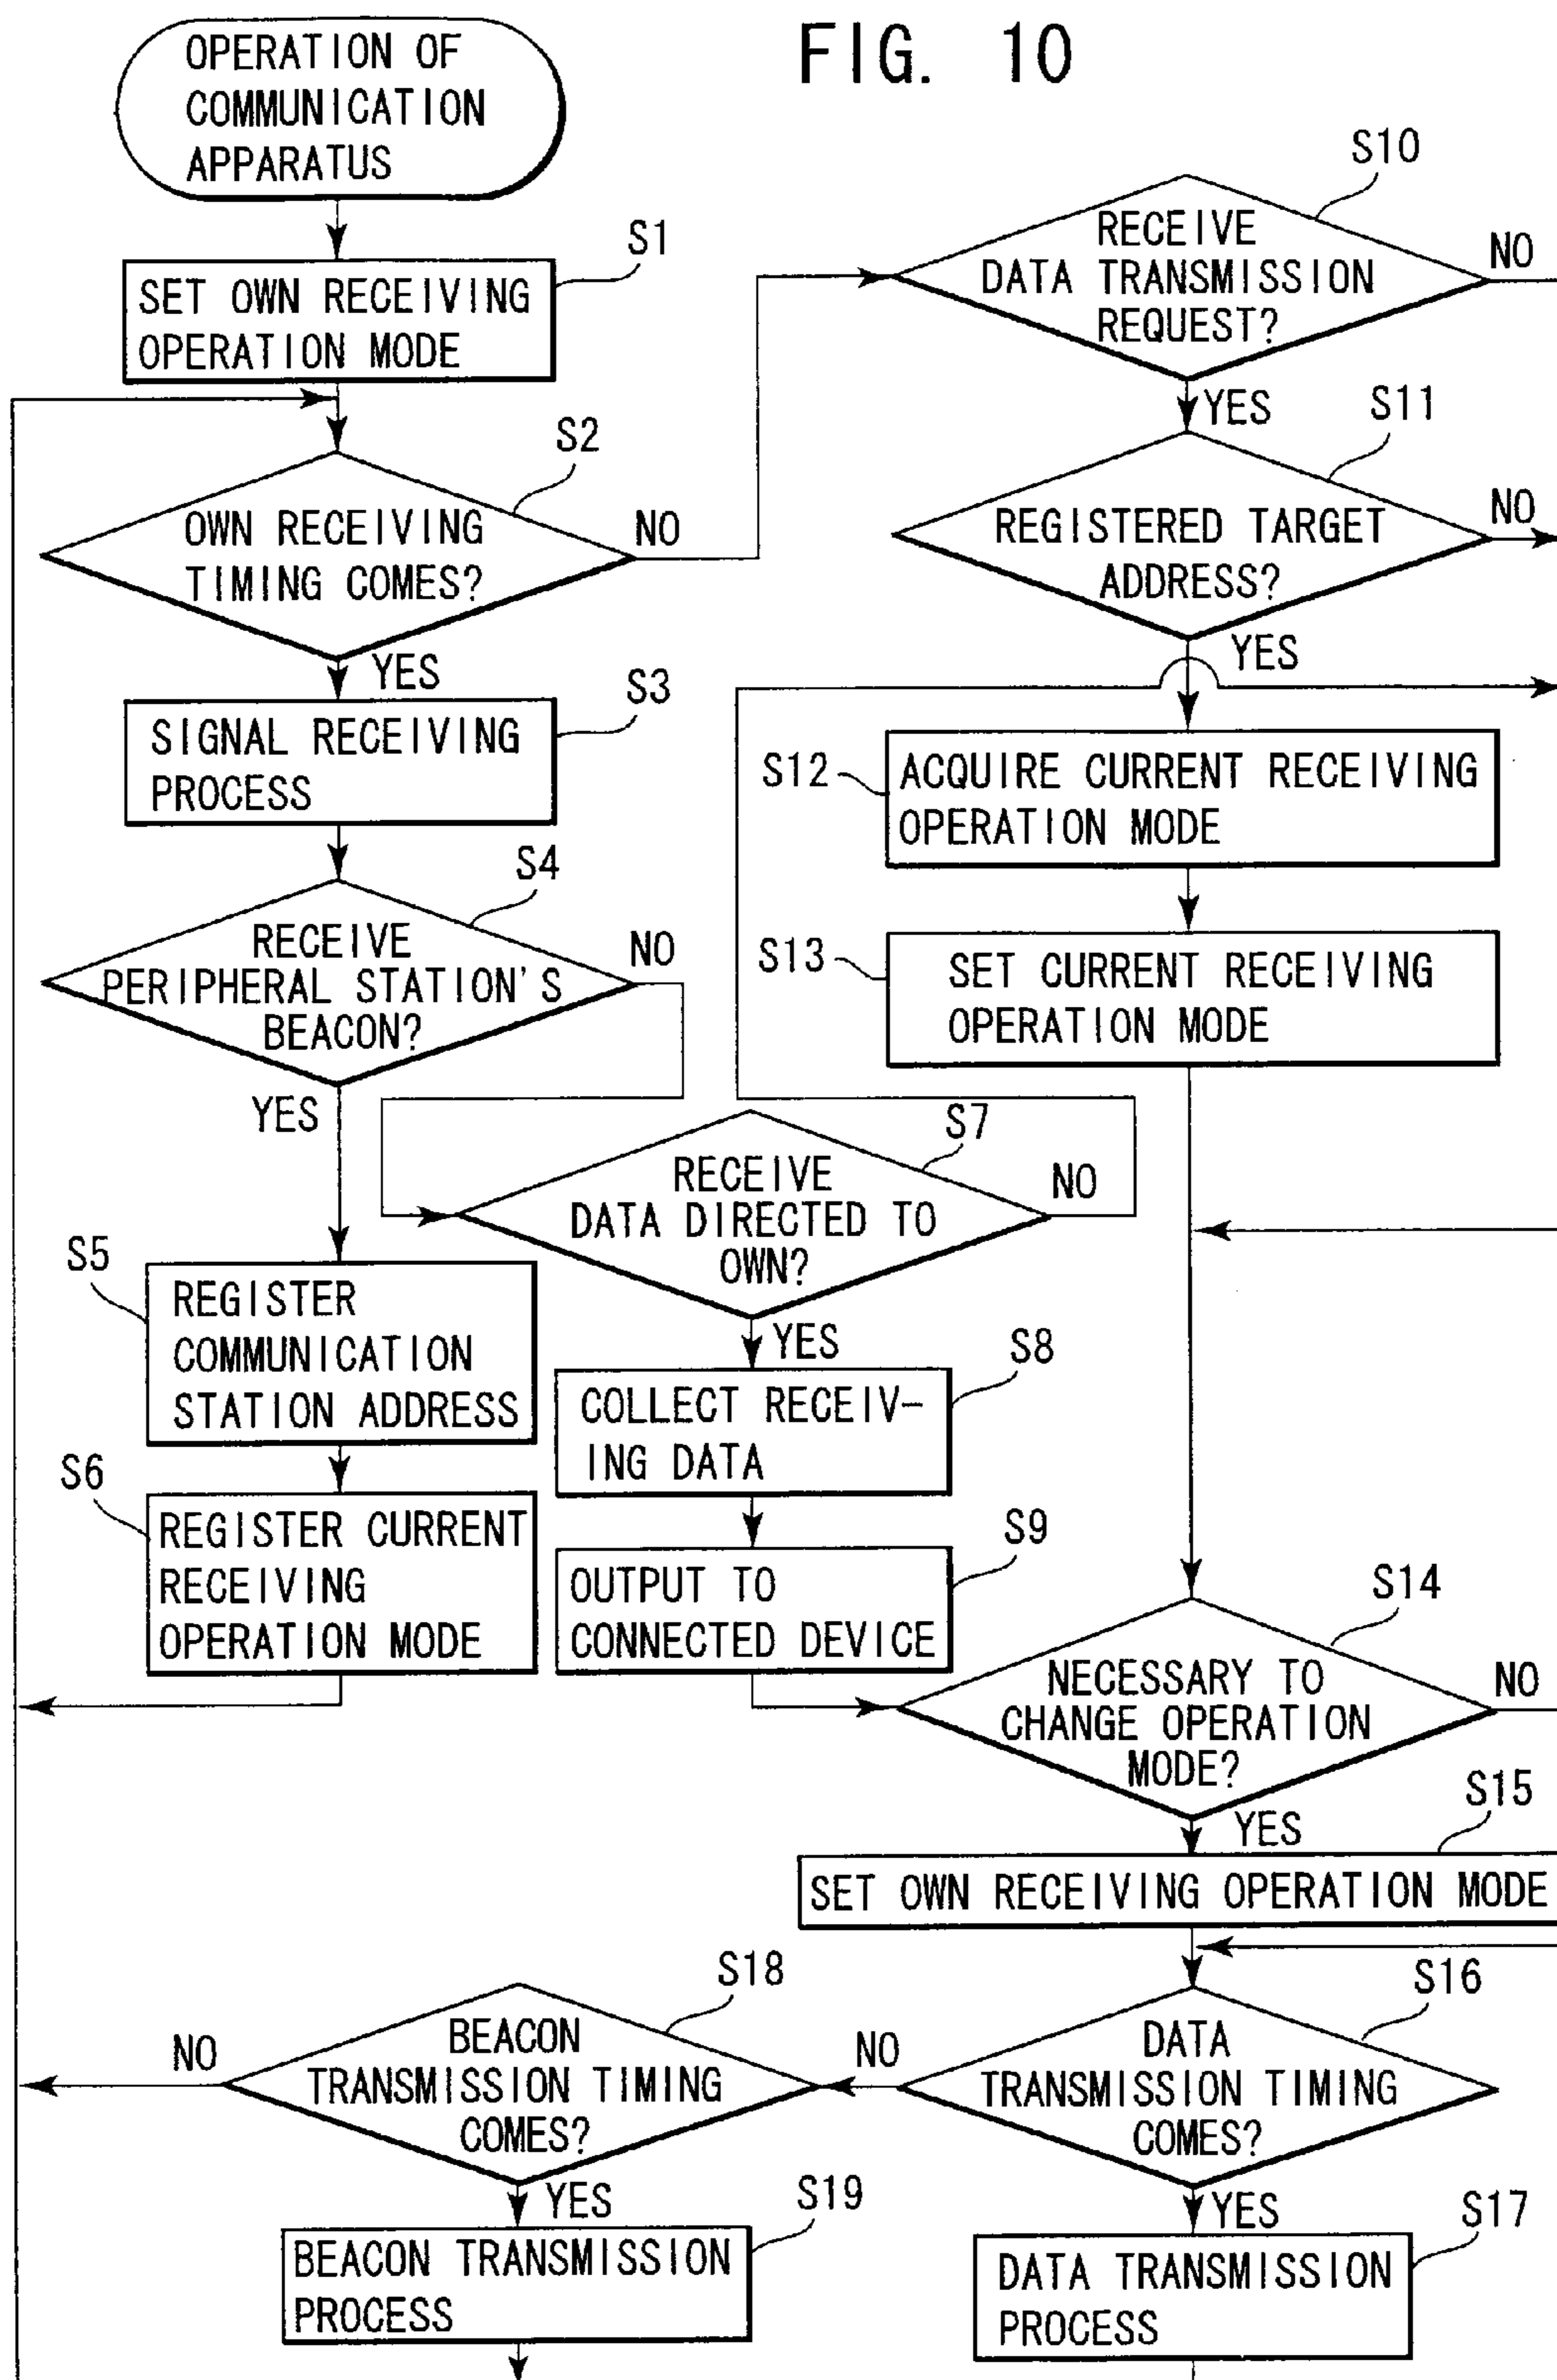 FIG. 10
OPERATION OF
COMMUNICATION
APPARATUS
S1
SET OWN RECEIVING
OPERATION MODE
S2
OWN RECEIVING
TIMING COMES?
NO
YES
S3
SIGNAL RECEIVING
PROCESS
S4
RECEIVE
PERIPHERAL STATION'S
BEACON?
NO
YES
S5
REGISTER
COMMUNICATION
STATION ADDRESS
S6
REGISTER CURRENT
RECEIVING
OPERATION MODE
S7
RECEIVE
DATA DIRECTED TO
OWN?
NO
YES
S8
COLLECT RECEIV-
ING DATA
S9
OUTPUT TO
CONNECTED DEVICE
S10
RECEIVE
DATA TRANSMISSION
REQUEST?
NO
YES
S11
REGISTERED TARGET
ADDRESS?
NO
YES
S12
ACQUIRE CURRENT RECEIVING
OPERATION MODE
S13
SET CURRENT RECEIVING
OPERATION MODE
S14
NECESSARY TO
CHANGE OPERATION
MODE?
NO
YES
S15
SET OWN RECEIVING OPERATION MODE
S16
DATA
TRANSMISSION TIMING
COMES?
NO
YES
S17
DATA TRANSMISSION
PROCESS
S18
BEACON
TRANSMISSION TIMING
COMES?
NO
YES
S19
BEACON TRANSMISSION
PROCESS